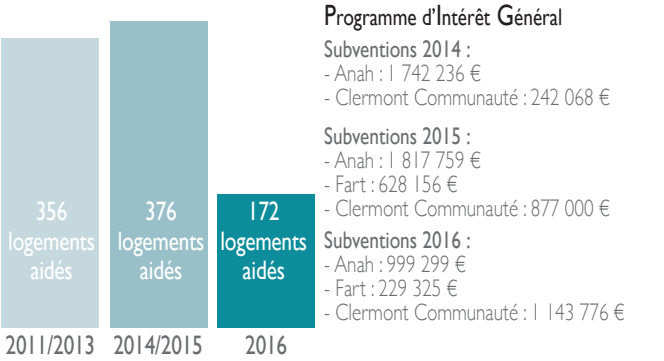 356
logements
aidés
2011/2013
376
logements
aidés
2014/2015
172
logements
aidés
2016
Programme d'Intérêt Général
Subventions 2014 :
- Anah : 1 742 236 €
- Clermont Communauté : 242 068 €
Subventions 2015 :
- Anah : 1 817 759 €
- Fart : 628 156 €
- Clermont Communauté : 877 000 €
Subventions 2016 :
- Anah : 999 299 €
- Fart : 229 325 €
- Clermont Communauté : 1 143 776 €